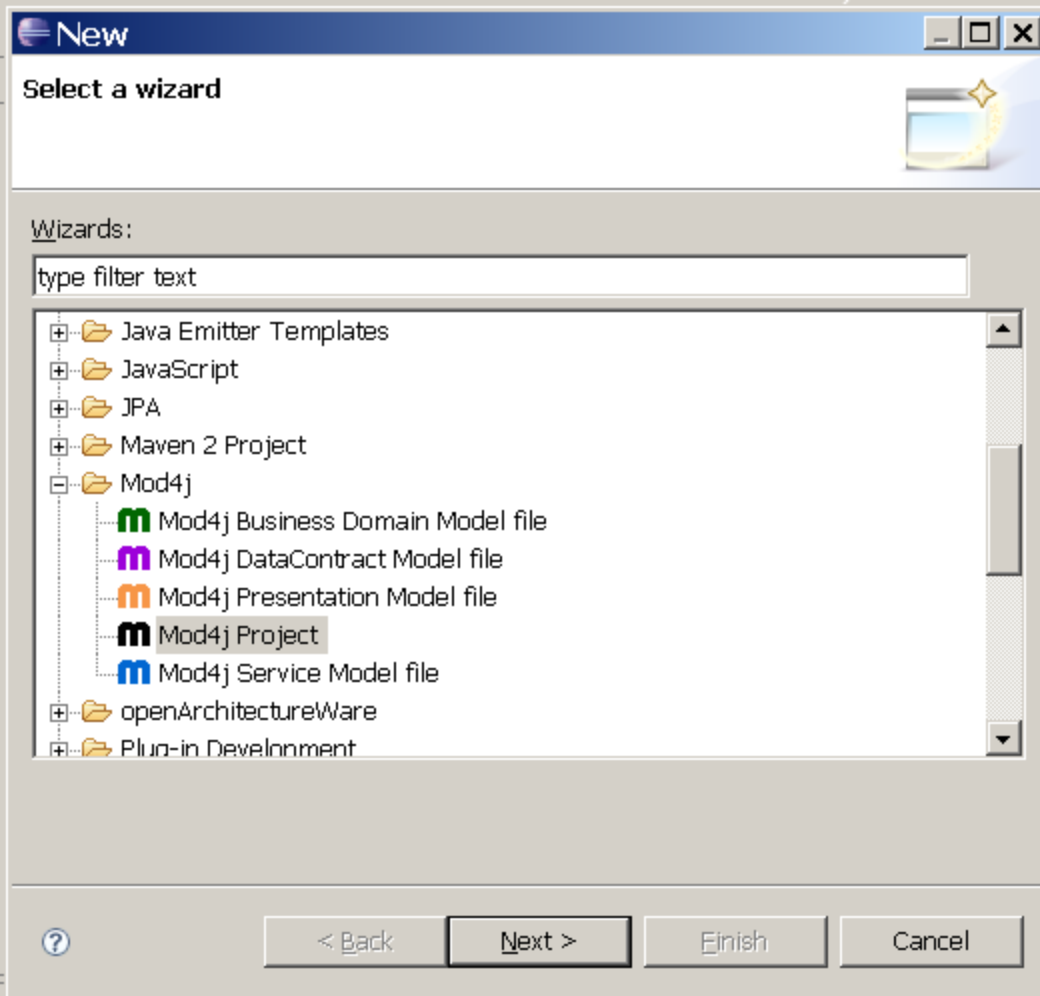 New
Select a wizard
Wizards:
type filter text
Java Emitter Templates
JavaScript
JPA
Maven 2 Project
Mod4j
Mod4j Business Domain Model file
Mod4j DataContract Model file
Mod4j Presentation Model file
Mod4j Project
Mod4j Service Model file
openArchitectureWare
Plug-in Development
< Back Next > Finish Cancel